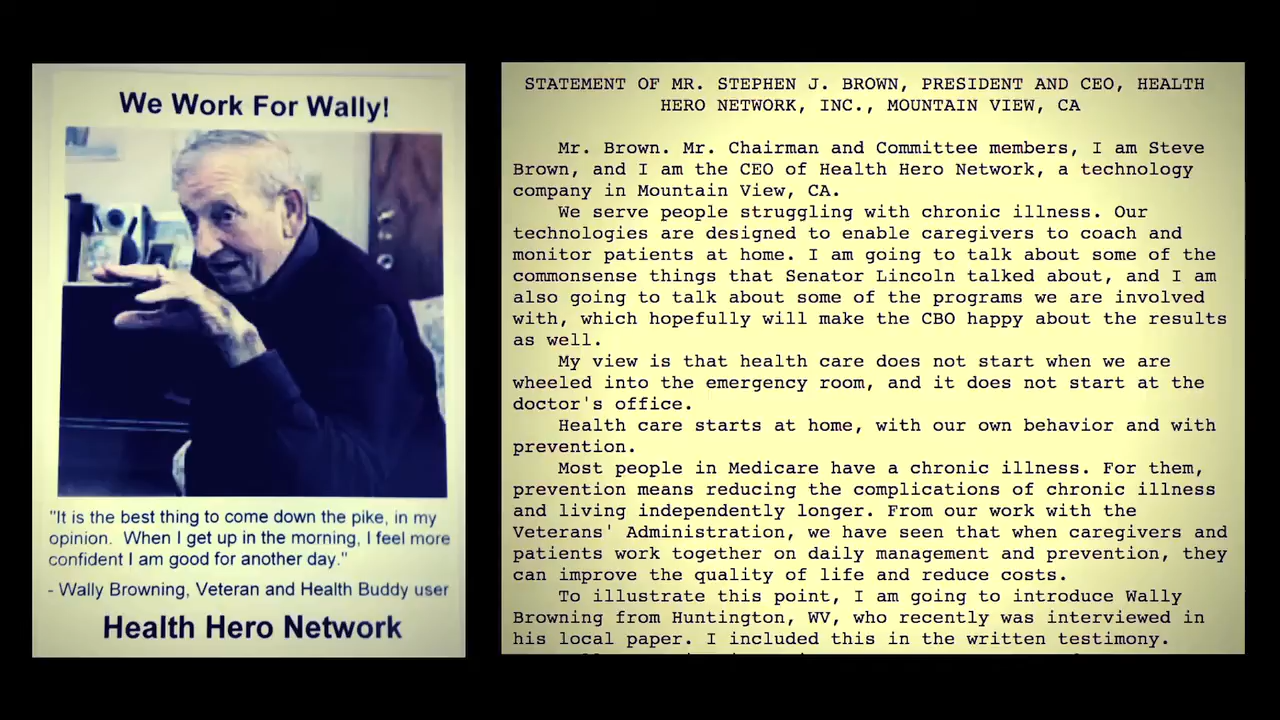 We Work For Wally!
"It is the best thing to come down the pike, in my
opinion. When I get up in the morning, I feel more
confident I am good for another day."
- Wally Browning, Veteran and Health Buddy user
Health Hero Network
STATEMENT OF MR. STEPHEN J. BROWN, PRESIDENT AND CEO, HEALTH
HERO NETWORK, INC., MOUNTAIN VIEW, CA
Mr. Brown. Mr. Chairman and Committee members, I am Steve
Brown, and I am the CEO of Health Hero Network, a technology
company in Mountain View, CA.
We serve people struggling with chronic illness. Our
technologies are designed to enable caregivers to coach and
monitor patients at home. I am going to talk about some of the
commonsense things that Senator Lincoln talked about, and I am
also going to talk about some of the programs we are involved
with, which hopefully will make the CBO happy about the results
as well.
My view is that health care does not start when we are
wheeled into the emergency room, and it does not start at the
doctor's office.
Health care starts at home, with our own behavior and with
prevention.
Most people in Medicare have a chronic illness. For them,
prevention means reducing the complications of chronic illness
and living independently longer. From our work with the
Veterans' Administration, we have seen that when caregivers and
patients work together on daily management and prevention, they
can improve the quality of life and reduce costs.
To illustrate this point, I am going to introduce Wally
Browning from Huntington, WV, who recently was interviewed in
his local paper. I included this in the written testimony.